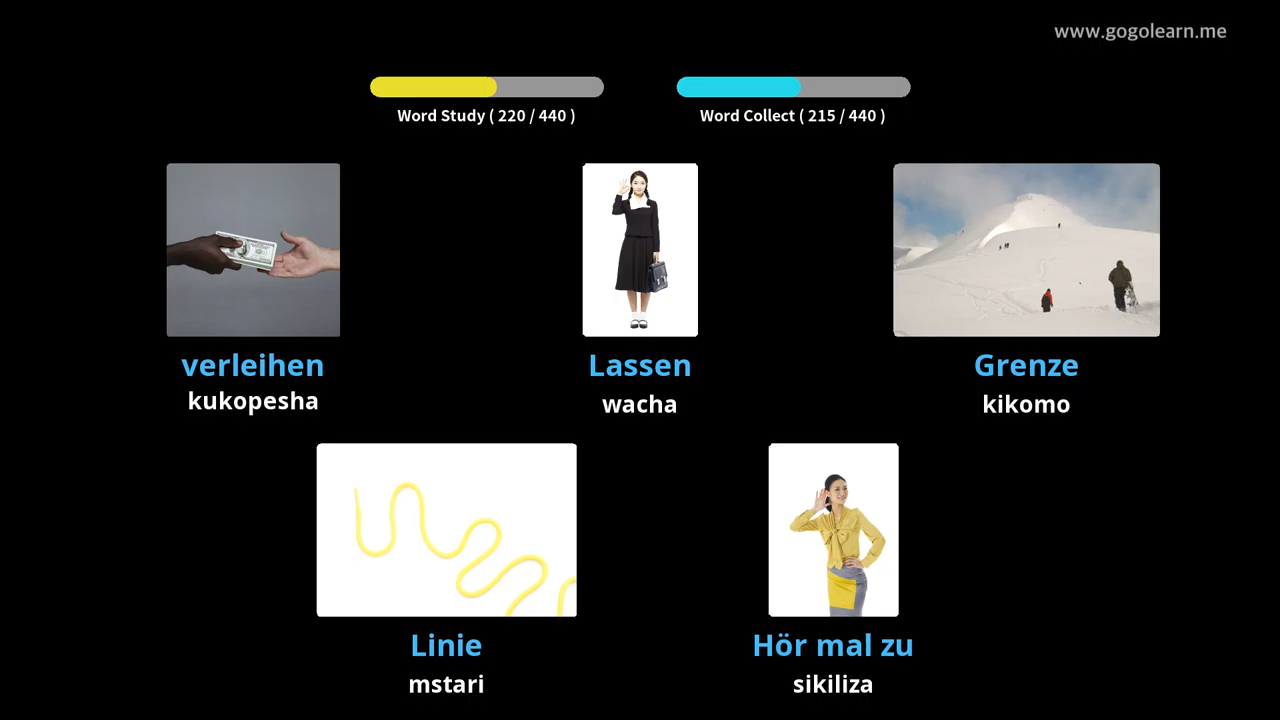 www.gogolearn.me
Word Study ( 220 / 440 )
Word Collect ( 215 / 440 )
verleihen
kukopesha
Lassen
wacha
Grenze
kikomo
Linie
mstari
Hör mal zu
sikiliza